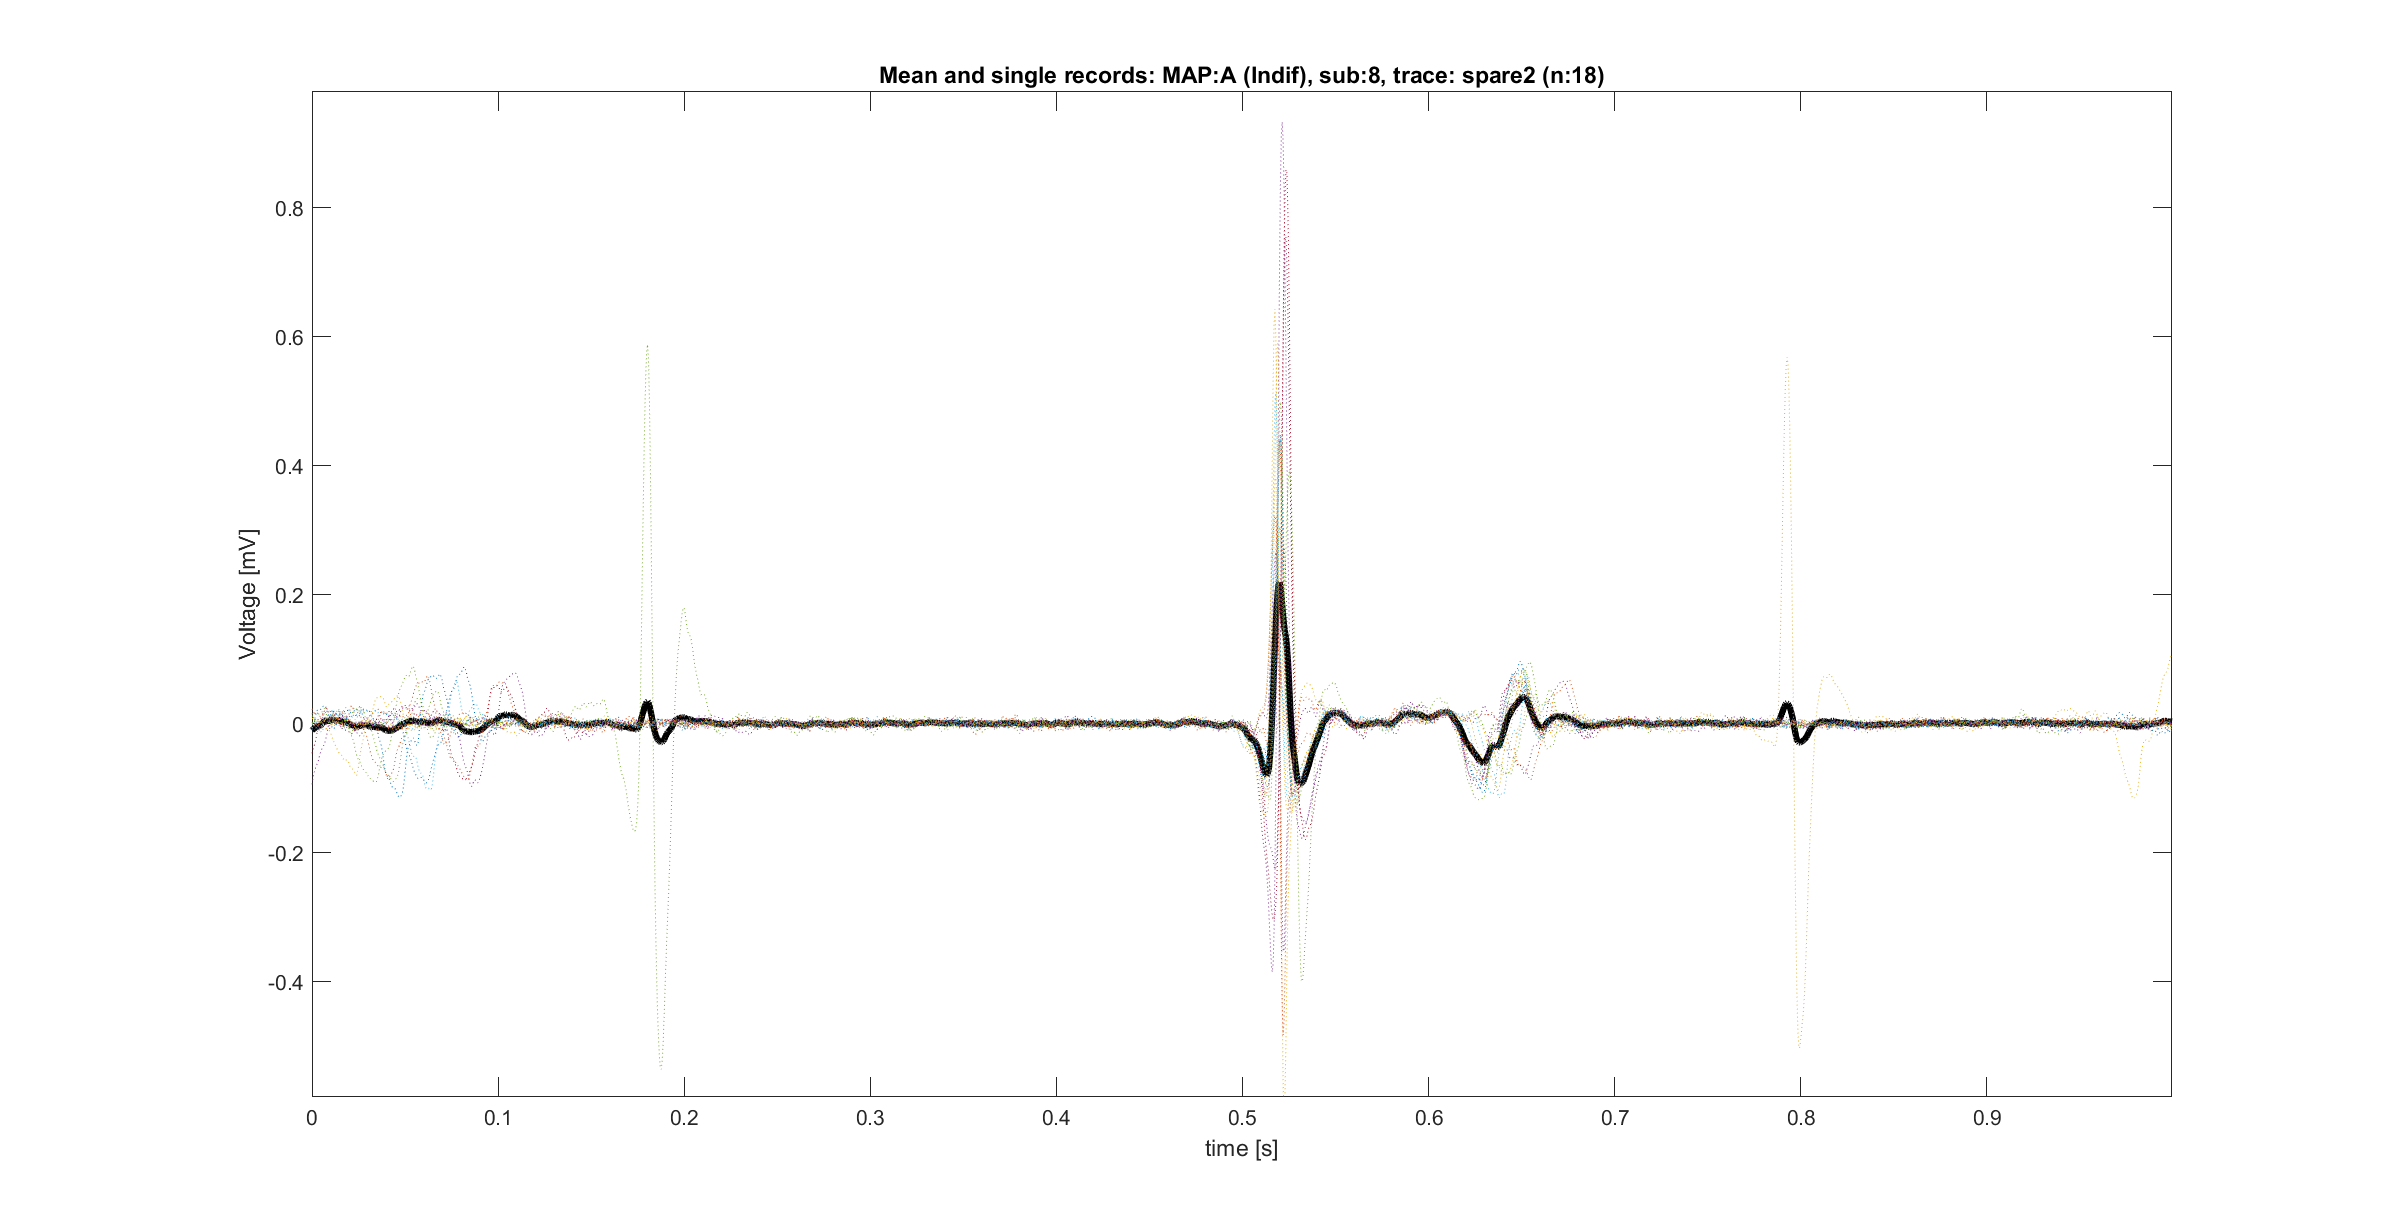 Mean and single records: MAP:A (Indif), sub:8, trace: spare2 (n:18)
0.8
0.6
0.4
0.2
0
-0.2
-0.4
Voltage [mV]
0 0.1 0.2 0.3 0.4 0.5 0.6 0.7 0.8 0.9
time [s]